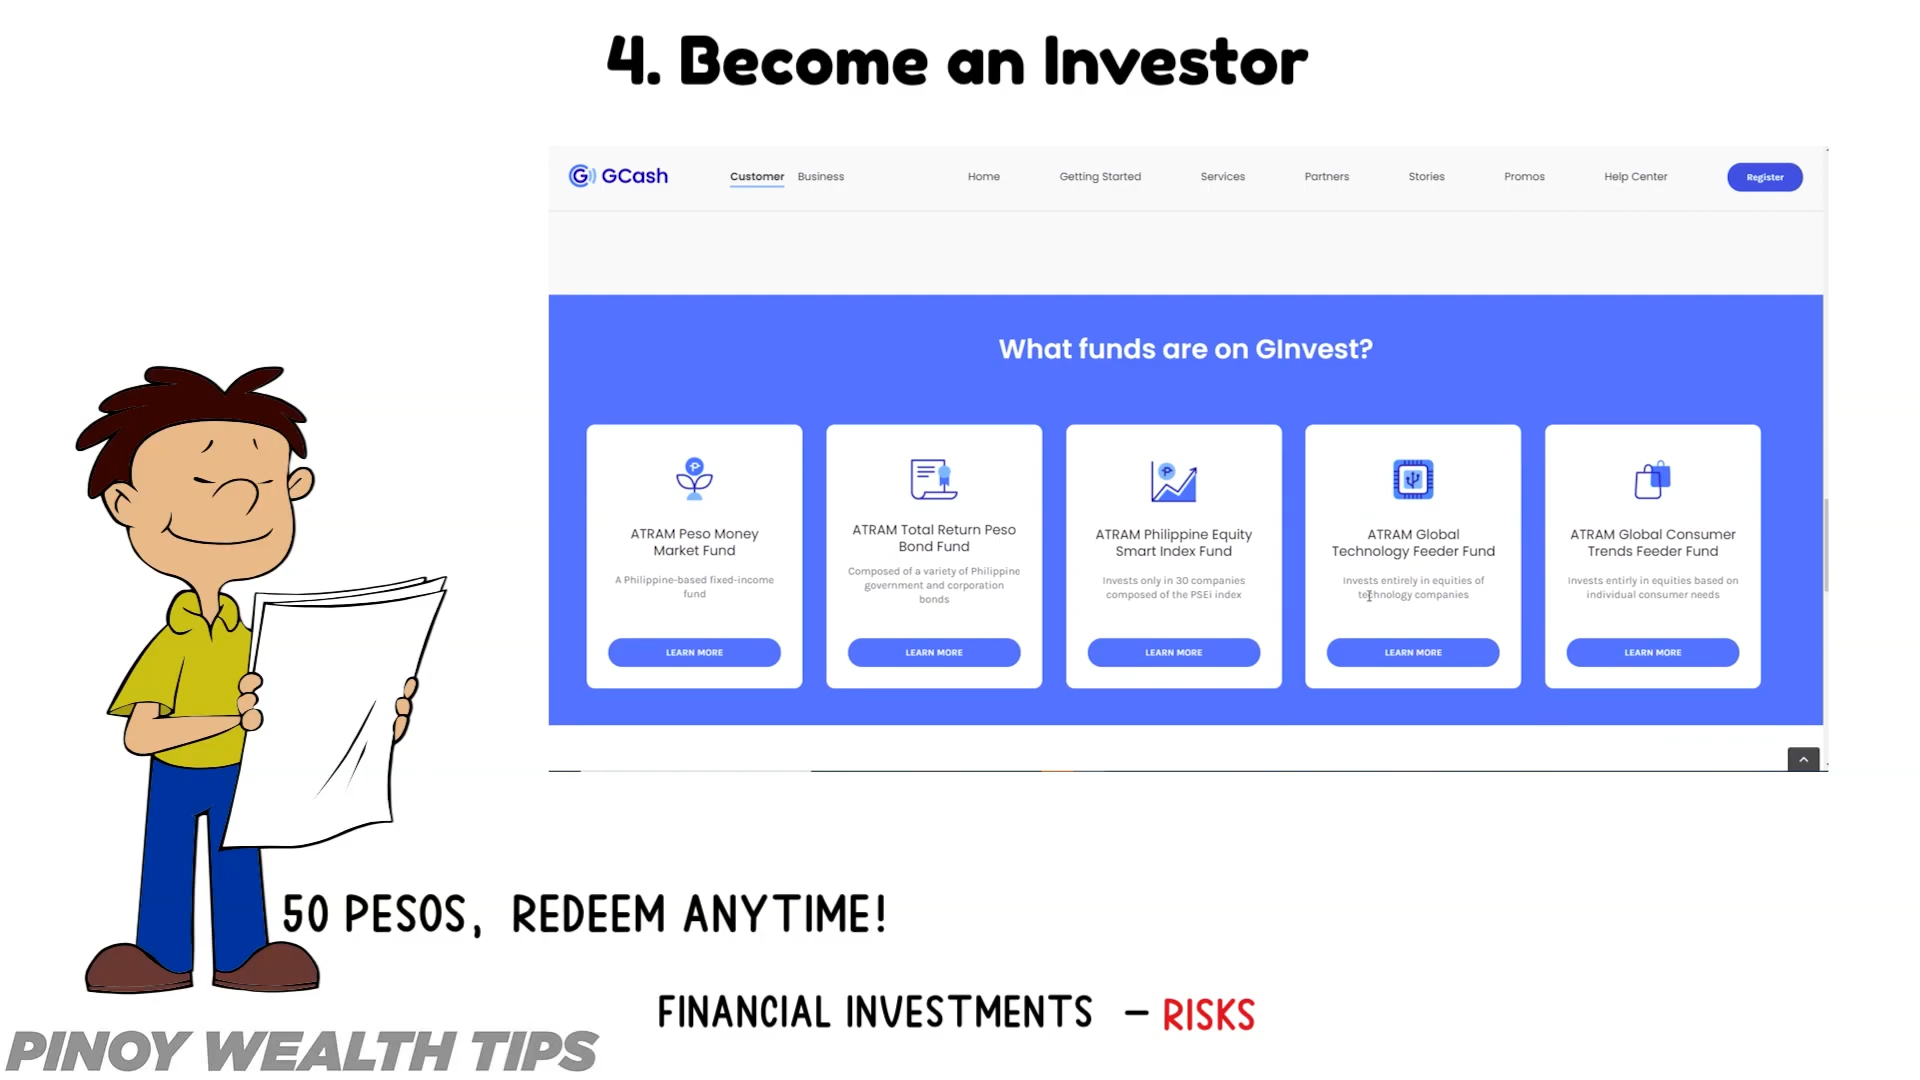 4. Become an Investor
GCash
Customer Business Home Getting Started Services Partners Stories Promos Help Center Register
What funds are on GInvest?
ATRAM Peso Money
Market Fund
A Philippine-based fixed-income
fund
LEARN MORE
ATRAM Total Return Peso
Bond Fund
Composed of a variety of Philippine
government and corporation
bonds
LEARN MORE
ATRAM Philippine Equity
Smart Index Fund
Invests only in 30 companies
composed of the PSEi index
LEARN MORE
ATRAM Global
Technology Feeder Fund
Invests entirely in equities of
technology companies
LEARN MORE
ATRAM Global Consumer
Trends Feeder Fund
Invests entirly in equities based on
individual consumer needs
LEARN MORE
50 PESOS, REDEEM ANYTIME!
FINANCIAL INVESTMENTS – RISKS
PINOY WEALTH TIPS